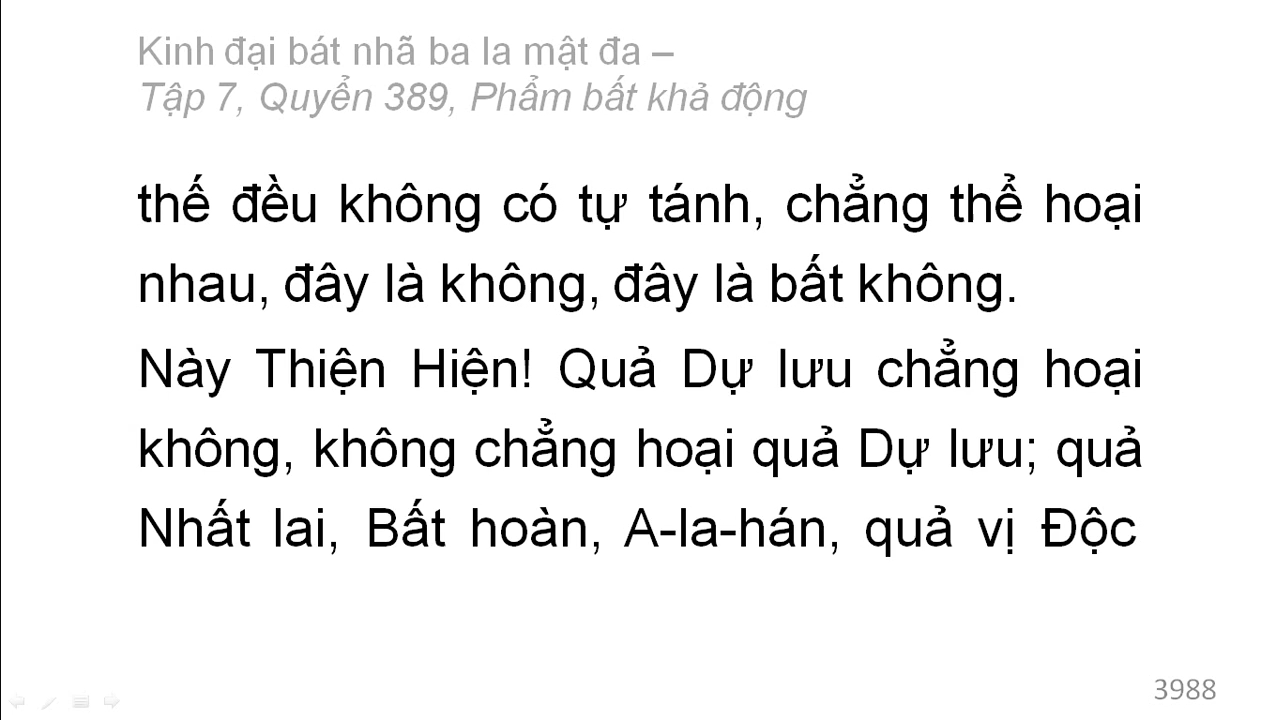 Kinh đại bát nhã ba la mật đa –
Tập 7, Quyển 389, Phẩm bất khả động
thế đều không có tự tánh, chẳng thể hoại
nhau, đây là không, đây là bất không.
Này Thiện Hiện! Quả Dự lưu chẳng hoại
không, không chẳng hoại quả Dự lưu; quả
Nhất lai, Bất hoàn, A-la-hán, quả vị Độc
3988